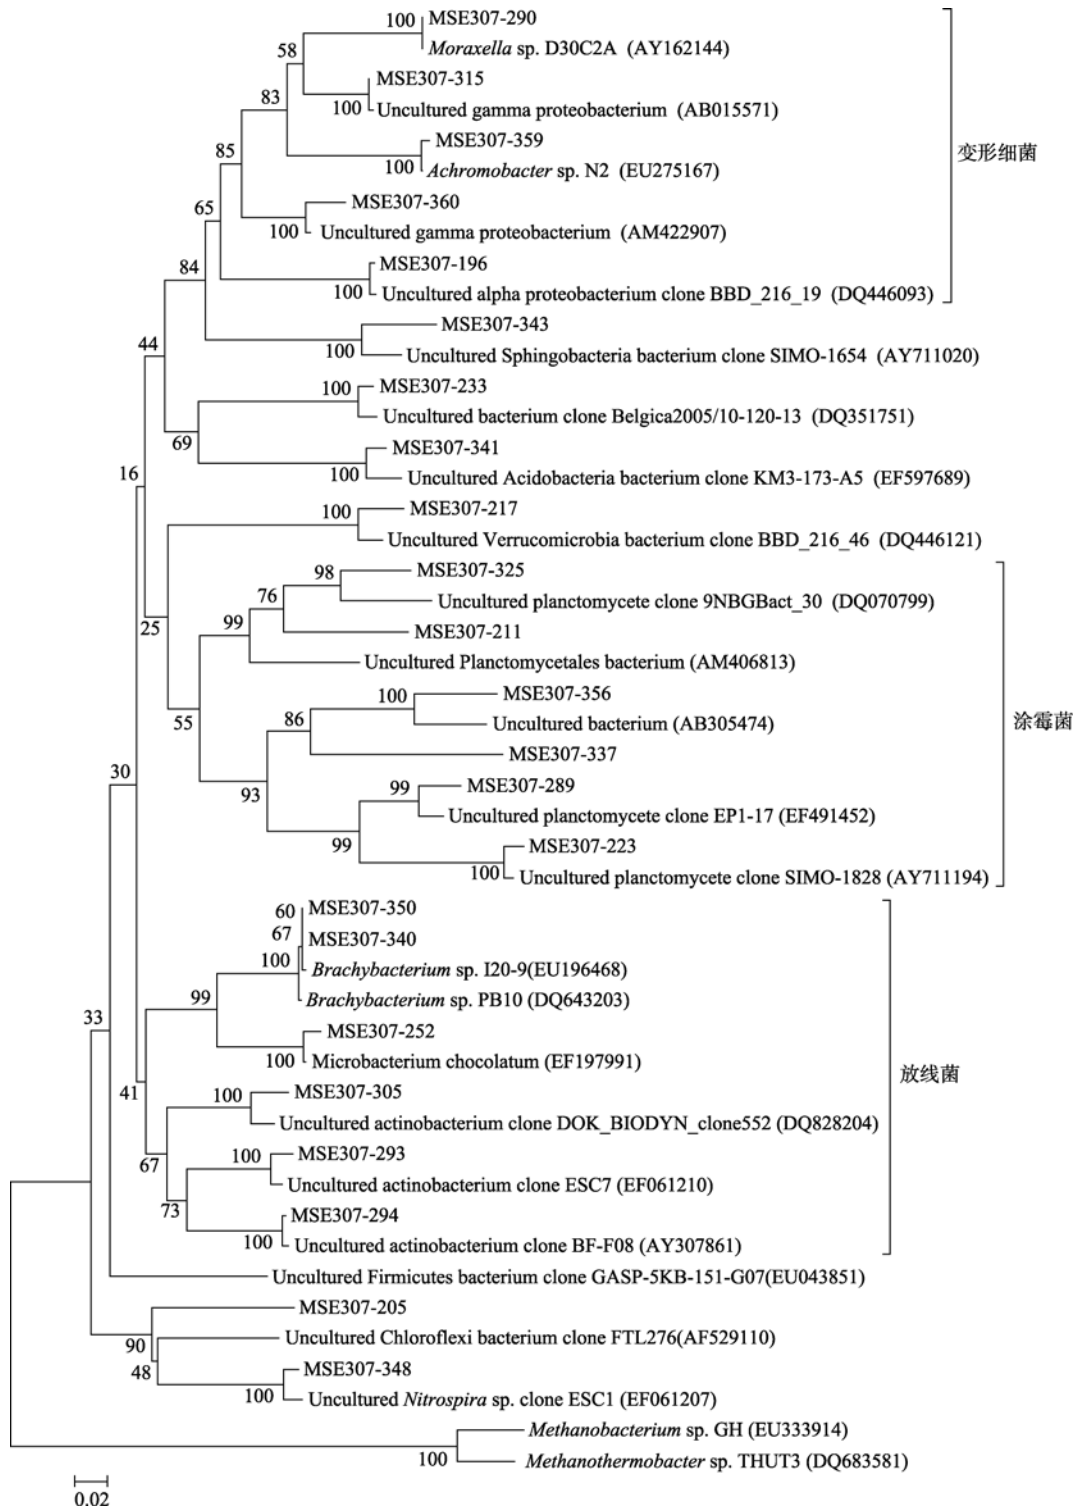 100 MSE307-290
Moraxella sp. D30C2A (AY162144)
58
MSE307-315
83
100 Uncultured gamma proteobacterium (AB015571)
MSE307-359
85
变形细菌
100 Achromobacter sp. N2 (EU275167)
MSE307-360
65
100 Uncultured gamma proteobacterium (AM422907)
MSE307-196
84
100 Uncultured alpha proteobacterium clone BBD_216_19 (DQ446093)
MSE307-343
44
100 Uncultured Sphingobacteria bacterium clone SIMO-1654 (AY711020)
100 MSE307-233
Uncultured bacterium clone Belgica2005/10-120-13 (DQ351751)
69
MSE307-341
16
100 Uncultured Acidobacteria bacterium clone KM3-173-A5 (EF597689)
100 MSE307-217
Uncultured Verrucomicrobia bacterium clone BBD_216_46 (DQ446121)
98 MSE307-325
76
Uncultured planctomycete clone 9NBGBact_30 (DQ070799)
99
25
MSE307-211
Uncultured Planctomycetales bacterium (AM406813)
100 MSE307-356
55
86
Uncultured bacterium (AB305474)
涂霉菌
MSE307-337
30
93
99 MSE307-289
Uncultured planctomycete clone EP1-17 (EF491452)
99
MSE307-223
100 Uncultured planctomycete clone SIMO-1828 (AY711194)
60 MSE307-350
67
MSE307-340
100
Brachybacterium sp. I20-9(EU196468)
99
Brachybacterium sp. PB10 (DQ643203)
33
MSE307-252
100 Microbacterium chocolatum (EF197991)
放线菌
41
100 MSE307-305
Uncultured actinobacterium clone DOK_BIODYN_clone552 (DQ828204)
100 MSE307-293
67
Uncultured actinobacterium clone ESC7 (EF061210)
73
MSE307-294
100 Uncultured actinobacterium clone BF-F08 (AY307861)
Uncultured Firmicutes bacterium clone GASP-5KB-151-G07(EU043851)
MSE307-205
90
Uncultured Chloroflexi bacterium clone FTL276(AF529110)
48
MSE307-348
100 Uncultured Nitrospira sp. clone ESC1 (EF061207)
Methanobacterium sp. GH (EU333914)
100 Methanothermobacter sp. THUT3 (DQ683581)
0.02